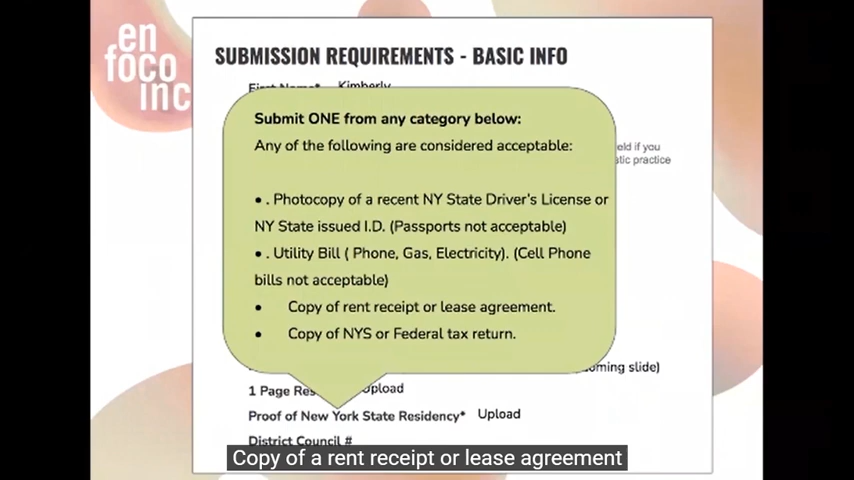 en
foco
inc
SUBMISSION REQUIREMENTS - BASIC INFO
First Name* Kimberly
Submit ONE from any category below:
Any of the following are considered acceptable:
eld if you
atic practice
• . Photocopy of a recent NY State Driver's License or
NY State issued I.D. (Passports not acceptable)
• . Utility Bill ( Phone, Gas, Electricity). (Cell Phone
bills not acceptable)
• Copy of rent receipt or lease agreement.
• Copy of NYS or Federal tax return.
oming slide)
1 Page Res Upload
Proof of New York State Residency* Upload
District Council #
Copy of a rent receipt or lease agreement